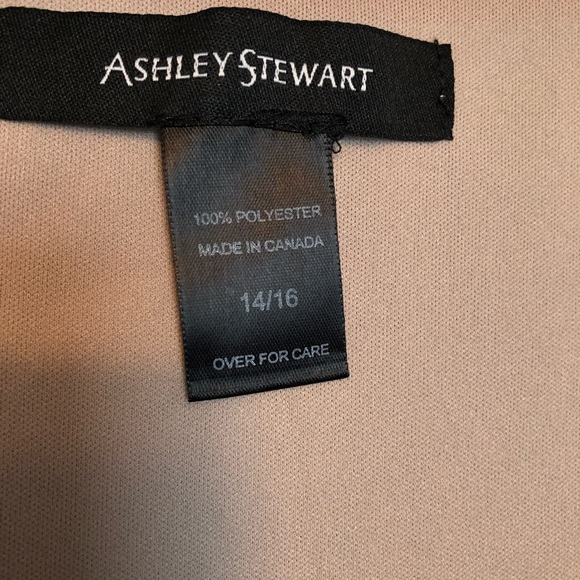 ASHLEY STEWART
100% POLYESTER
MADE IN CANADA
14/16
OVER FOR CARE